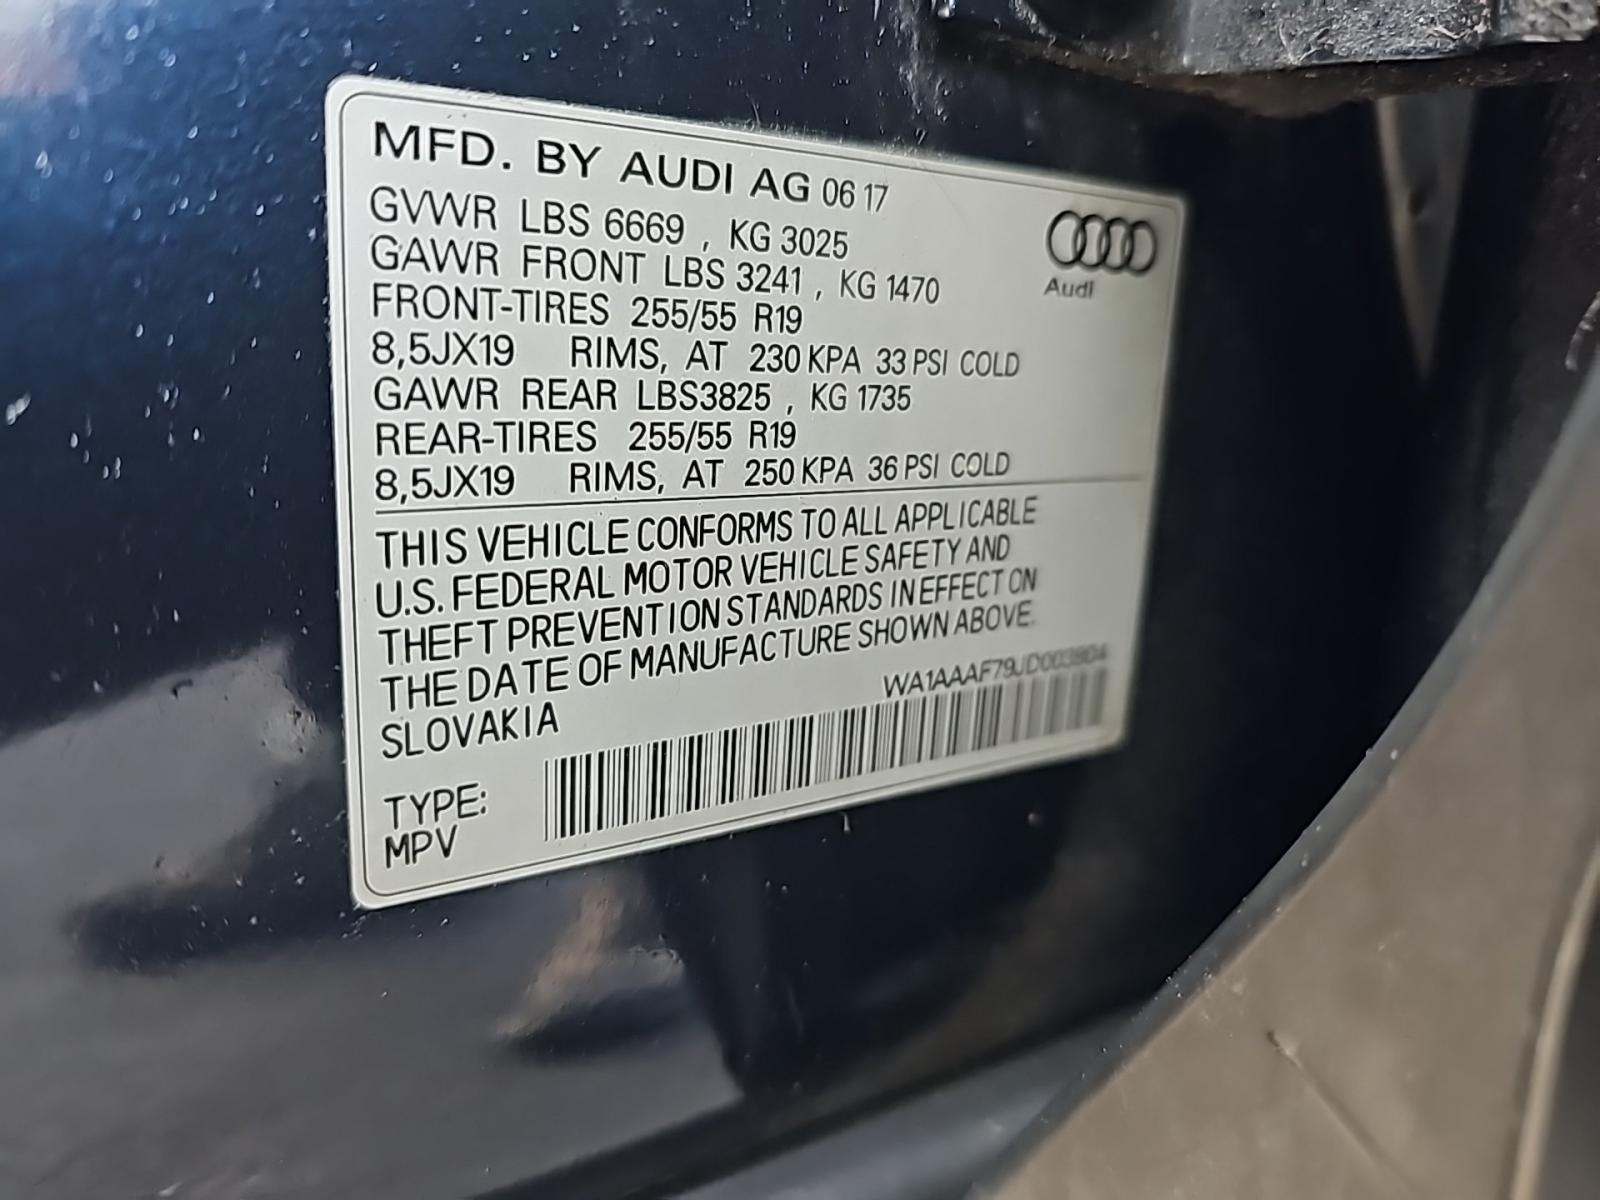 MFD. BY AUDI AG 06 17
GVWR LBS 6669 , KG 3025
GAWR FRONT LBS 3241 , KG 1470
FRONT-TIRES 255/55 R19
8,5JX19 RIMS, AT 230 KPA 33 PSI COLD
GAWR REAR LBS3825 , KG 1735
REAR-TIRES 255/55 R19
8,5JX19 RIMS, AT 250 KPA 36 PSI COLD
Audi
THIS VEHICLE CONFORMS TO ALL APPLICABLE
U.S. FEDERAL MOTOR VEHICLE SAFETY AND
THEFT PREVENTION STANDARDS IN EFFECT ON
THE DATE OF MANUFACTURE SHOWN ABOVE.
SLOVAKIA
TYPE:
MPV